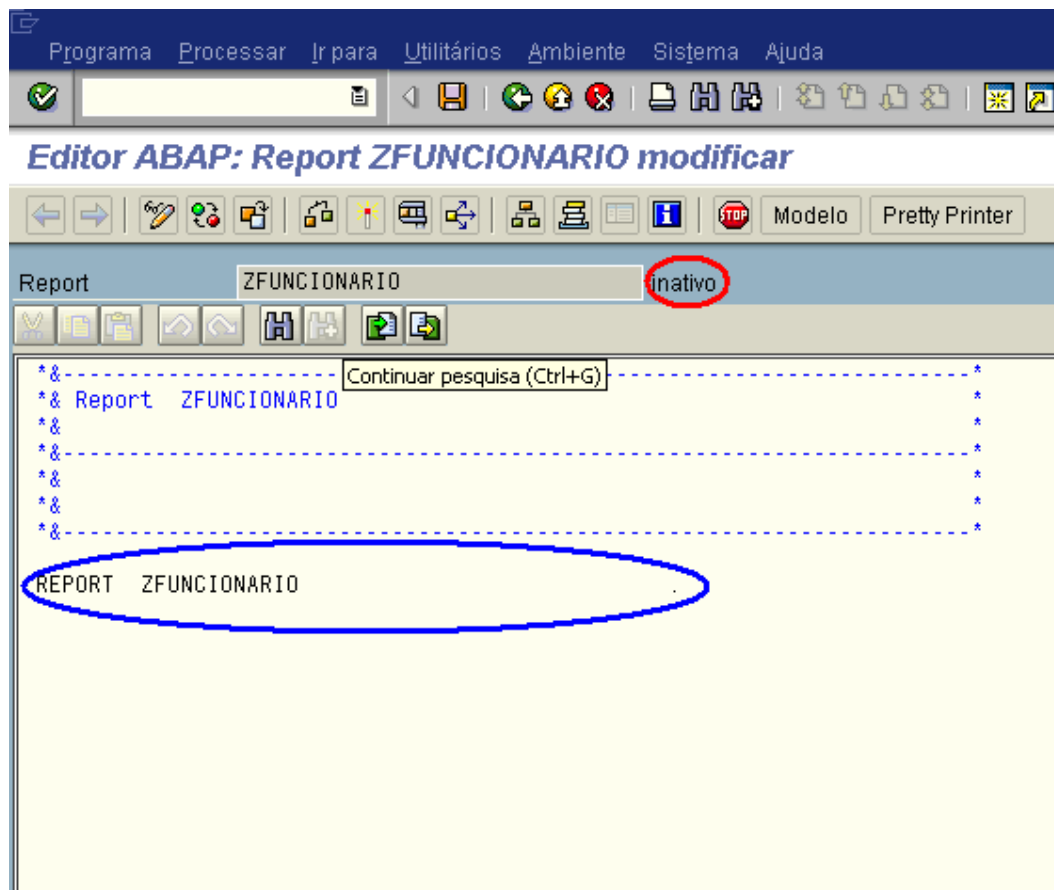 Programa Processar Ir para Utilitários Ambiente Sistema Ajuda
Editor ABAP: Report ZFUNCIONARIO modificar
STOP Modelo Pretty Printer
Report ZFUNCIONARIO inativo
*&---------------------------------------------------------------------*
Continuar pesquisa (Ctrl+G)
*& Report ZFUNCIONARIO *
*& *
*&---------------------------------------------------------------------*
*& *
*& *
*&---------------------------------------------------------------------*
REPORT ZFUNCIONARIO .